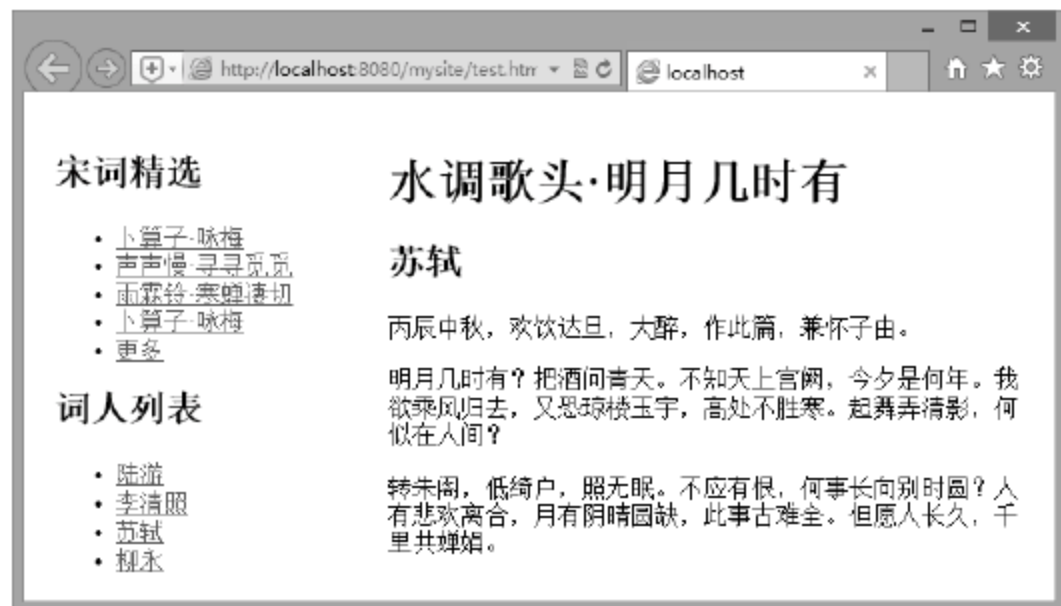 http://localhost:8080/mysite/test.htm
localhost
宋词精选
卜算子·咏梅
声声慢·寻寻觅觅
雨霖铃·寒蝉凄切
卜算子·咏梅
更多
词人列表
陆游
李清照
苏轼
柳永
水调歌头·明月几时有
苏轼
丙辰中秋，欢饮达旦，大醉，作此篇，兼怀子由。
明月几时有？把酒问青天。不知天上宫阙，今夕是何年。我
欲乘风归去，又恐琼楼玉宇，高处不胜寒。起舞弄清影，何
似在人间？
转朱阁，低绮户，照无眠。不应有恨，何事长向别时圆？人
有悲欢离合，月有阴晴圆缺，此事古难全。但愿人长久，千
里共婵娟。